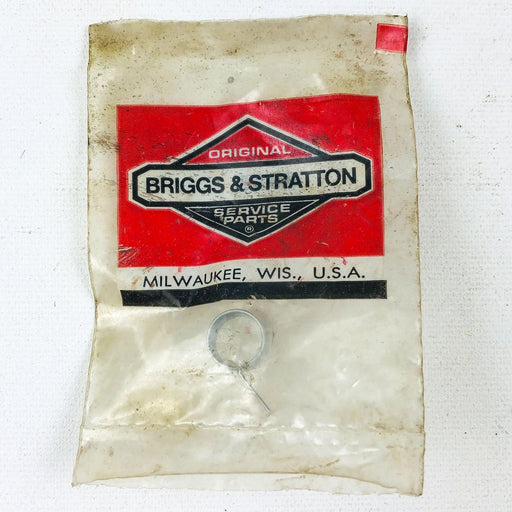 ORIGINAL
BRIGGS & STRATTON
SERVICE
PARTS
®
MILWAUKEE, WIS., U.S.A.